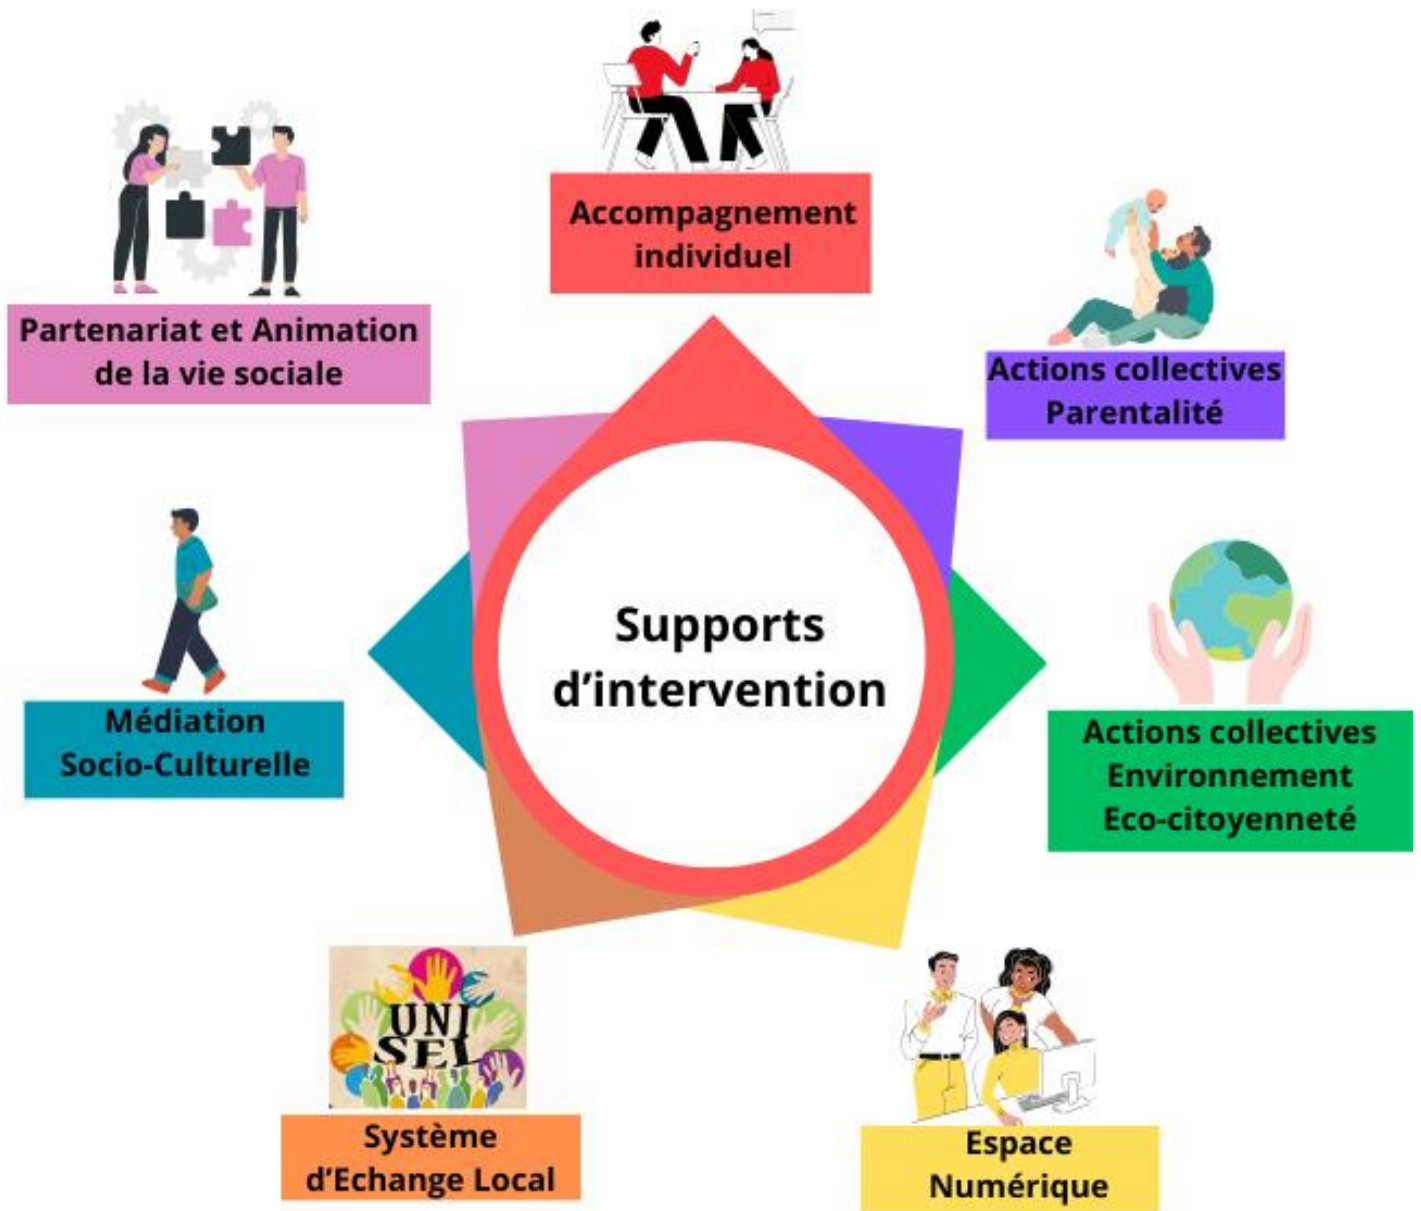 Accompagnement
individuel
Partenariat et Animation
de la vie sociale
Actions collectives
Parentalité
Supports
d'intervention
Médiation
Socio-Culturelle
Actions collectives
Environnement
Eco-citoyenneté
UNI
SEL
Système
d'Echange Local
Espace
Numérique